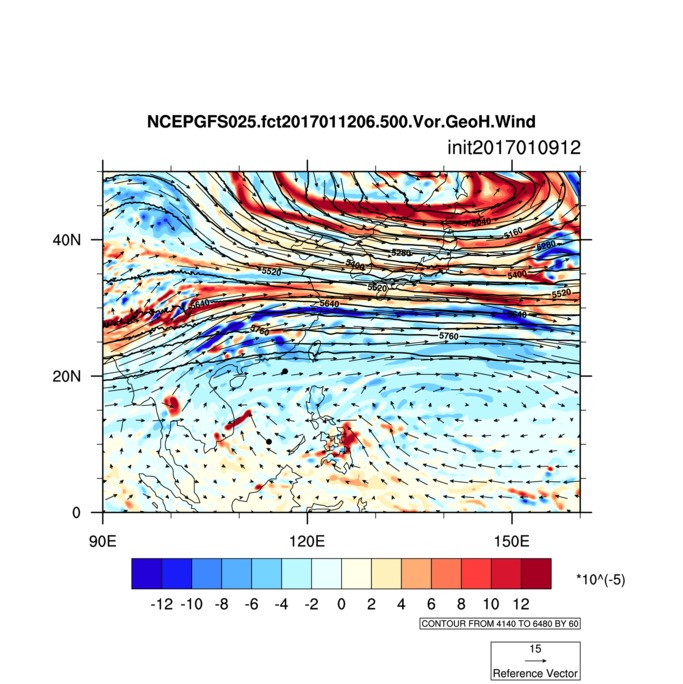 NCEPGFS025.fct2017011206.500.Vor.GeoH.Wind
init2017010912
40N
20N
0
90E 120E 150E
5640
5160
5280
5280
5400
5400
5520
5520
5520
5640
5640
5640
5760
5760
-12 -10 -8 -6 -4 -2 0 2 4 6 8 10 12
*10^(-5)
CONTOUR FROM 4140 TO 6480 BY 60
15
Reference Vector